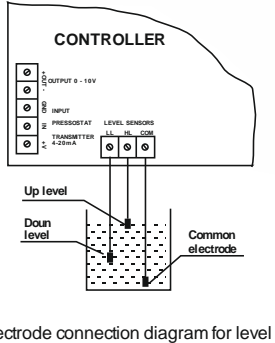 CONTROLLER
+OUT -
OUTPUT 0 - 10V
GND
INPUT
IN
PRESSOSTAT
TRANSMITTER
4-20mA
+V
LEVEL SENSORS
LL HL COM
Up level
Doun
level
Common
electrode
ectrode connection diagram for level